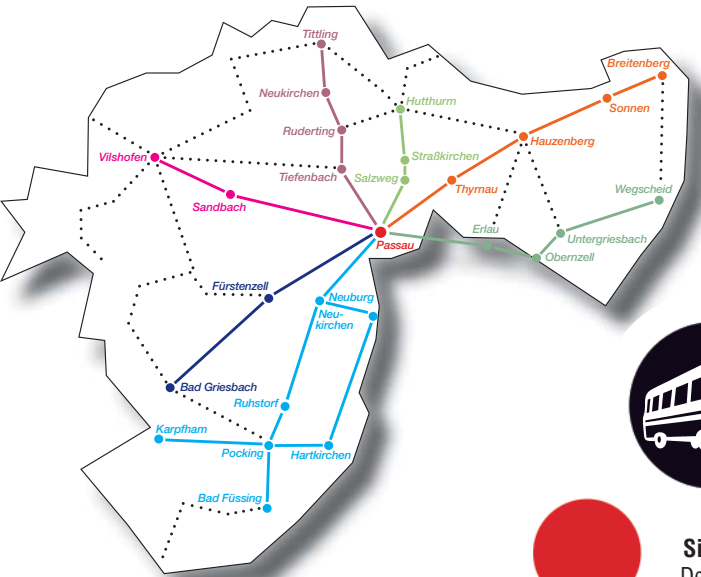 Tittling
Breitenberg
Neukirchen
Hutthurm
Sonnen
Ruderting
Hauzenberg
Vilshofen
Straßkirchen
Tiefenbach
Salzweg
Thyrnau
Wegscheid
Sandbach
Erlau
Passau
Untergriesbach
Obernzell
Fürstenzell
Neuburg
Neu-
kirchen
Bad Griesbach
Ruhstorf
Karpfham
Pocking
Hartkirchen
Bad Füssing